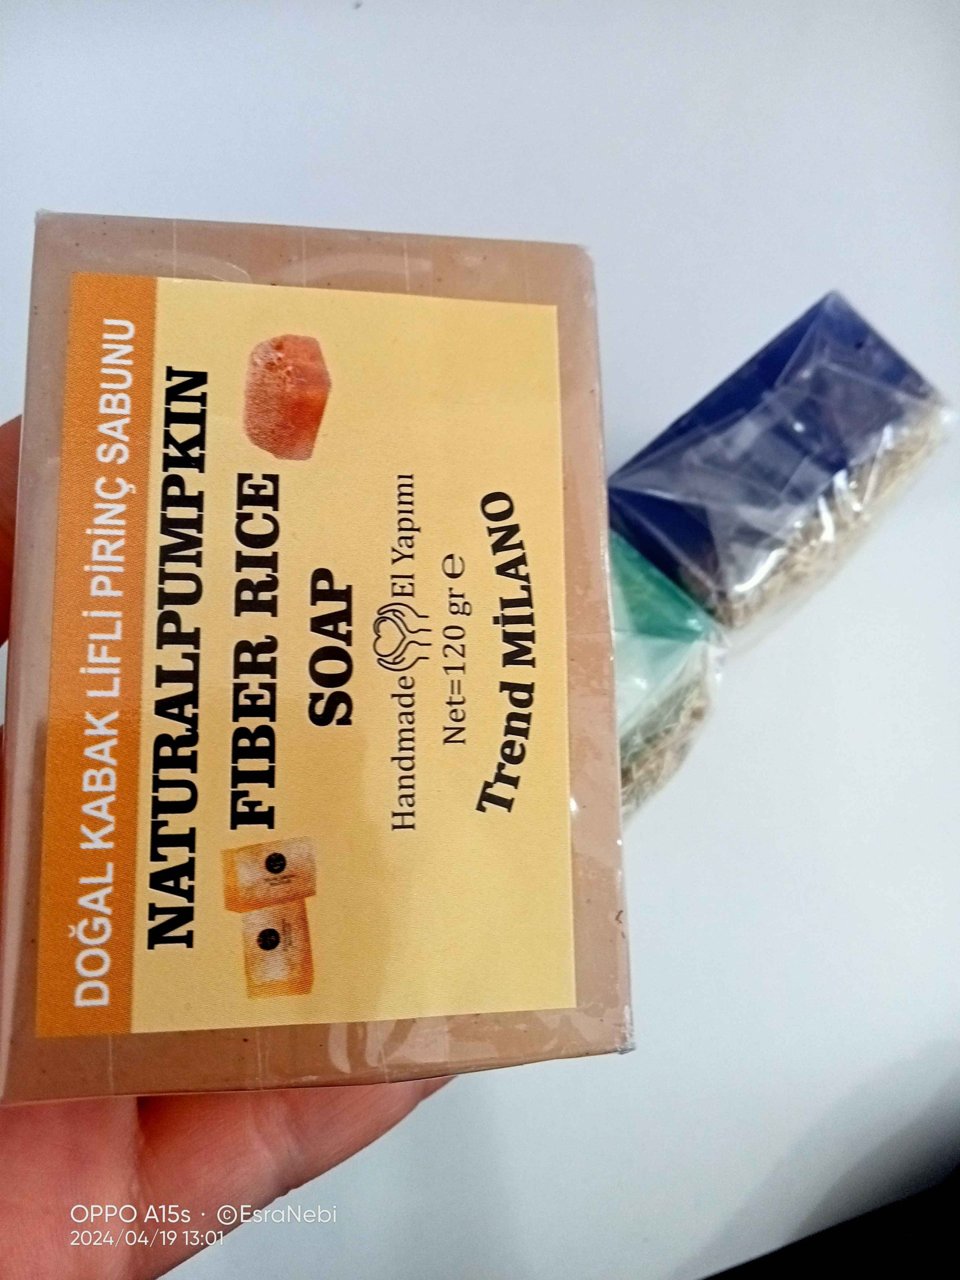 DOĞAL KABAK LİFLİ PİRİNÇ SABUNU
NATURALPUMPKIN
FIBER RICE
SOAP
Handmade El Yapımı
Net=120 gr ℮
Trend MİLANO
OPPO A15s · ©EsraNebi
2024/04/19 13:01